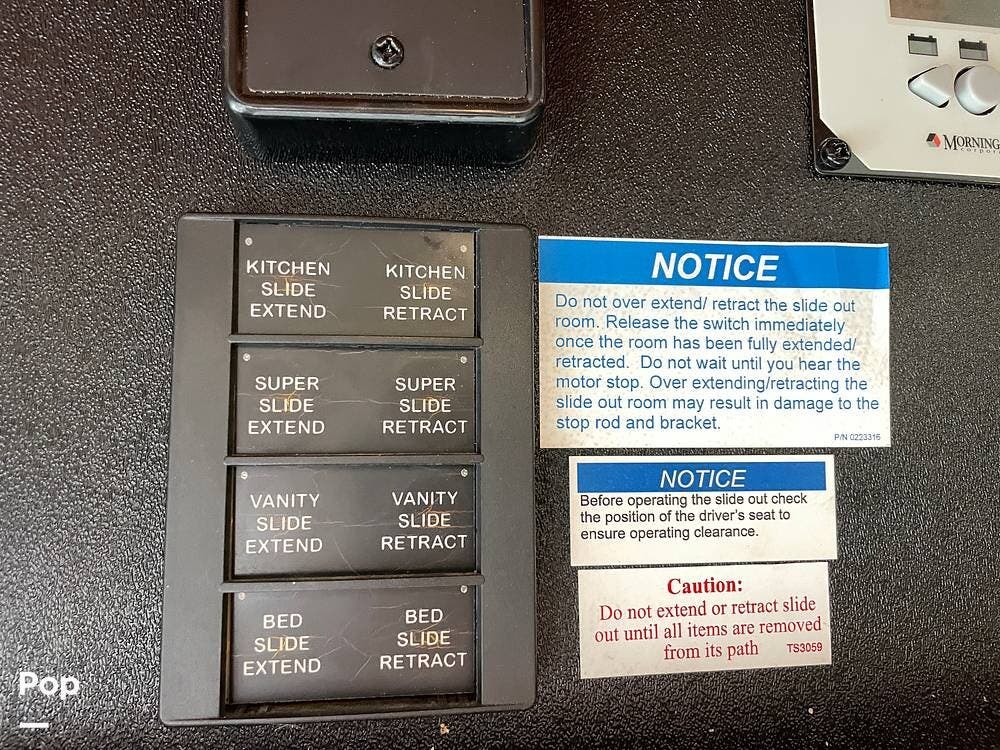 MORNING
corpor
KITCHEN
SLIDE
EXTEND
KITCHEN
SLIDE
RETRACT
SUPER
SLIDE
EXTEND
SUPER
SLIDE
RETRACT
VANITY
SLIDE
EXTEND
VANITY
SLIDE
RETRACT
BED
SLIDE
EXTEND
BED
SLIDE
RETRACT
NOTICE
Do not over extend/ retract the slide out
room. Release the switch immediately
once the room has been fully extended/
retracted. Do not wait until you hear the
motor stop. Over extending/retracting the
slide out room may result in damage to the
stop rod and bracket.
P/N 0223316
NOTICE
Before operating the slide out check
the position of the driver's seat to
ensure operating clearance.
Caution:
Do not extend or retract slide
out until all items are removed
from its path
TS3059
Pop